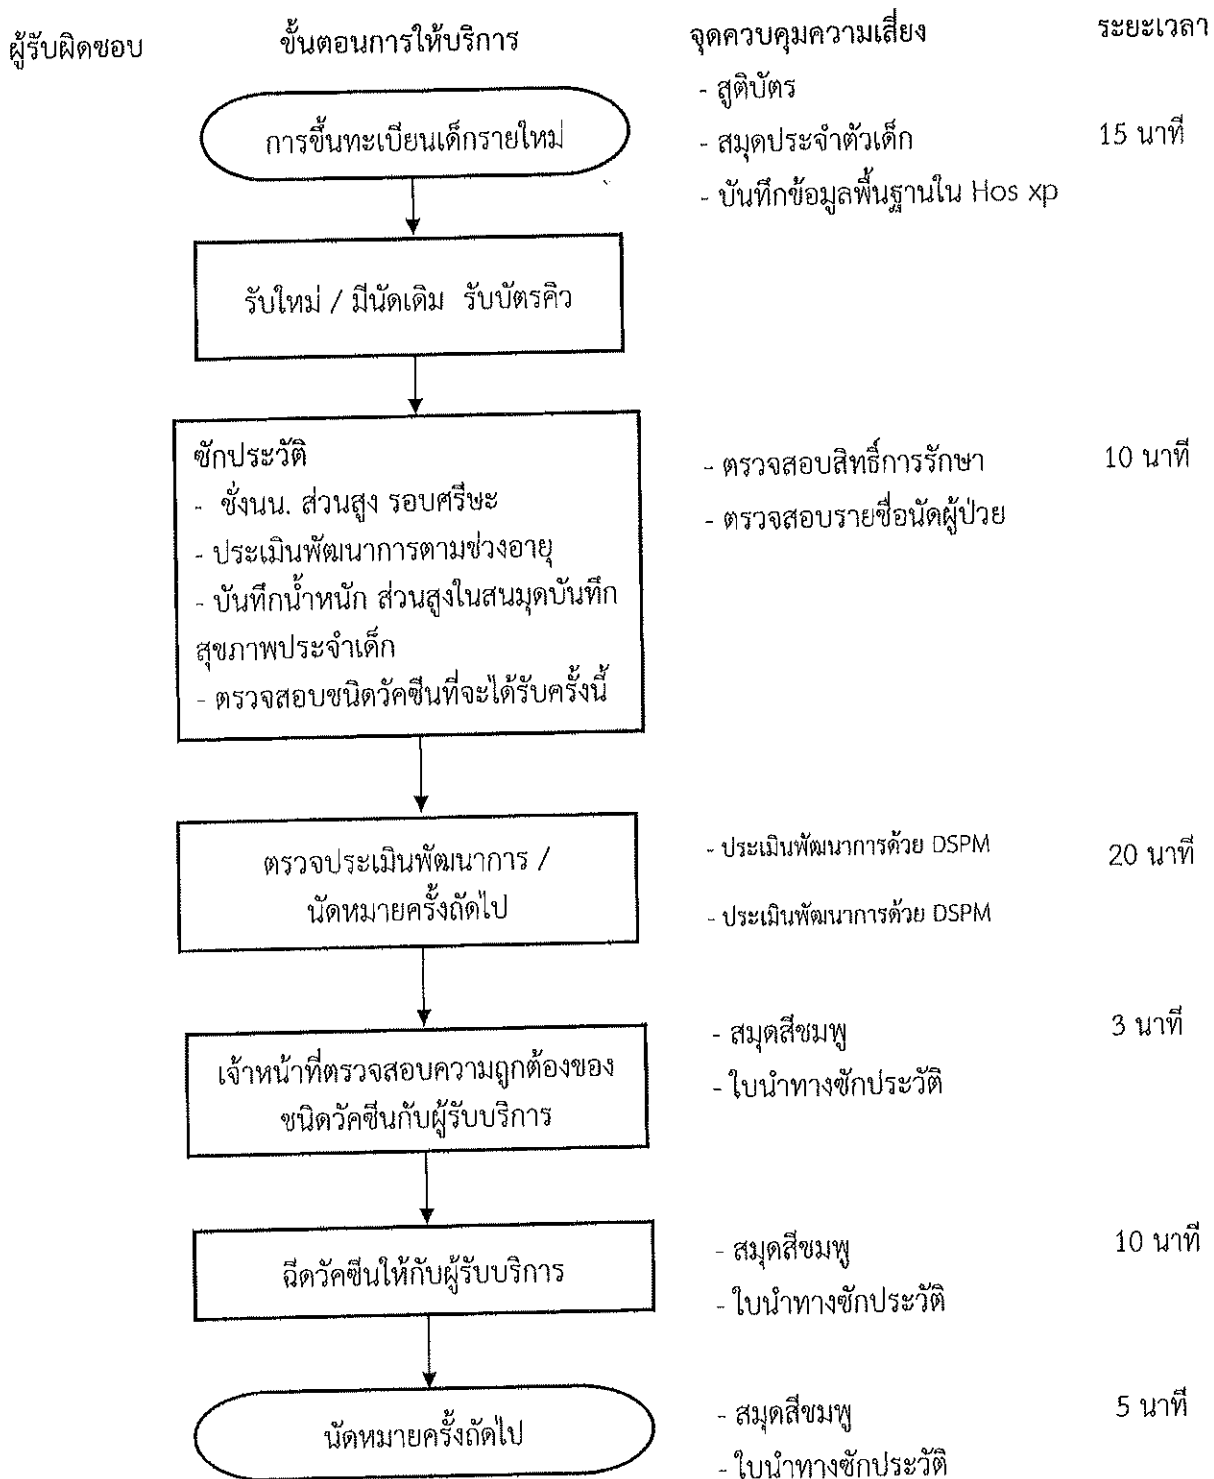 ผู้รับผิดชอบ ขั้นตอนการให้บริการ จุดควบคุมความเสี่ยง ระยะเวลา
การขึ้นทะเบียนเด็กรายใหม่
- สูติบัตร
- สมุดประจำตัวเด็ก 15 นาที
- บันทึกข้อมูลพื้นฐานใน Hos xp
รับใหม่ / มีนัดเดิม รับบัตรคิว
ซักประวัติ
- ชั่งนน. ส่วนสูง รอบศรีษะ
- ประเมินพัฒนาการตามช่วงอายุ
- บันทึกน้ำหนัก ส่วนสูงในสนมุดบันทึก
สุขภาพประจำเด็ก
- ตรวจสอบชนิดวัคซีนที่จะได้รับครั้งนี้
- ตรวจสอบสิทธิ์การรักษา 10 นาที
- ตรวจสอบรายชื่อนัดผู้ป่วย
ตรวจประเมินพัฒนาการ /
นัดหมายครั้งถัดไป
- ประเมินพัฒนาการด้วย DSPM 20 นาที
- ประเมินพัฒนาการด้วย DSPM
เจ้าหน้าที่ตรวจสอบความถูกต้องของ
ชนิดวัคซีนกับผู้รับบริการ
- สมุดสีชมพู 3 นาที
- ใบนำทางซักประวัติ
ฉีดวัคซีนให้กับผู้รับบริการ
- สมุดสีชมพู 10 นาที
- ใบนำทางซักประวัติ
นัดหมายครั้งถัดไป
- สมุดสีชมพู 5 นาที
- ใบนำทางซักประวัติ